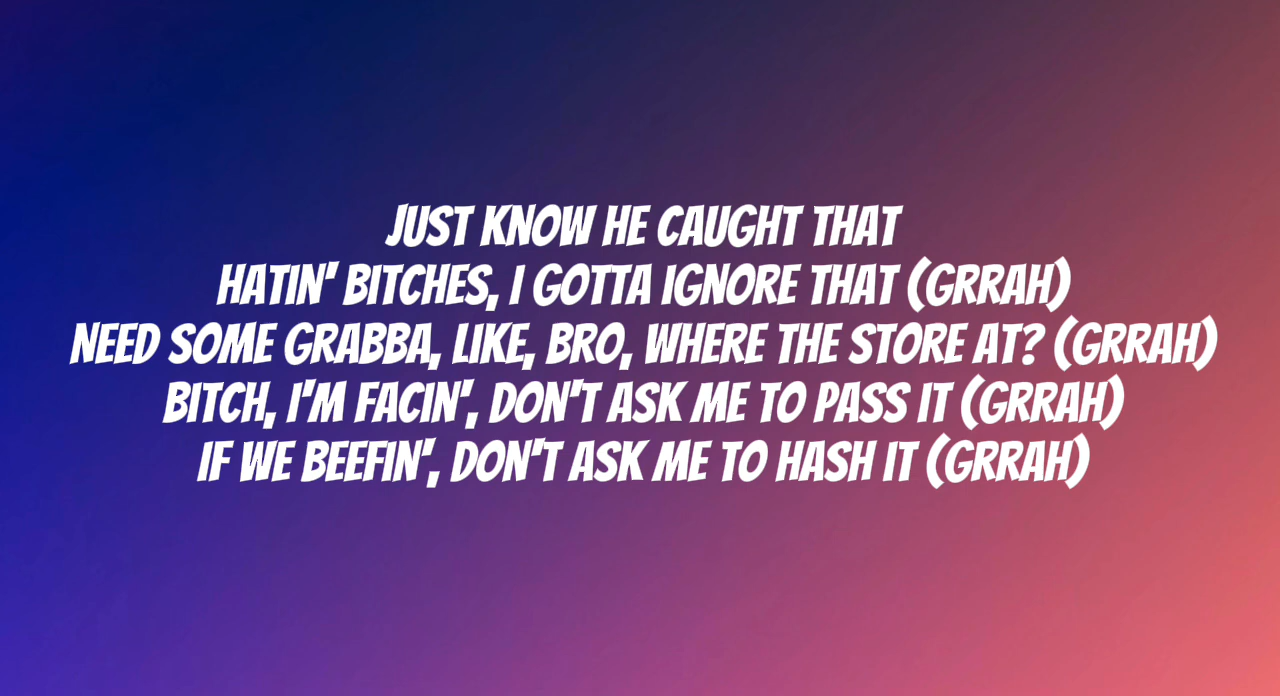 JUST KNOW HE CAUGHT THAT
HATIN' BITCHES, I GOTTA IGNORE THAT (GRRAH)
NEED SOME GRABBA, LIKE, BRO, WHERE THE STORE AT? (GRRAH)
BITCH, I'M FACIN', DON'T ASK ME TO PASS IT (GRRAH)
IF WE BEEFIN', DON'T ASK ME TO HASH IT (GRRAH)